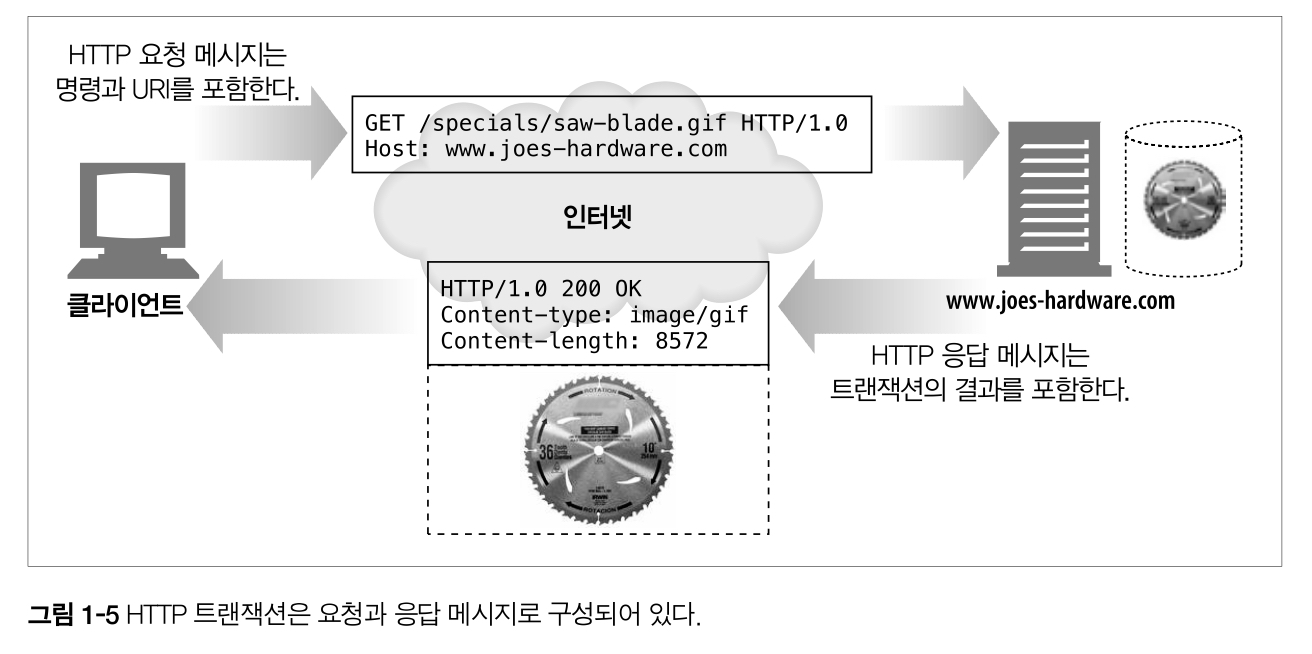 HTTP 요청 메시지는
명령과 URI를 포함한다.
GET /specials/saw-blade.gif HTTP/1.0
Host: www.joes-hardware.com
인터넷
클라이언트
www.joes-hardware.com
HTTP/1.0 200 OK
Content-type: image/gif
Content-length: 8572
HTTP 응답 메시지는
트랜잭션의 결과를 포함한다.
ROTATION
36
10"
254 mm
IRWIN
ROTACIÓN
그림 1-5 HTTP 트랜잭션은 요청과 응답 메시지로 구성되어 있다.